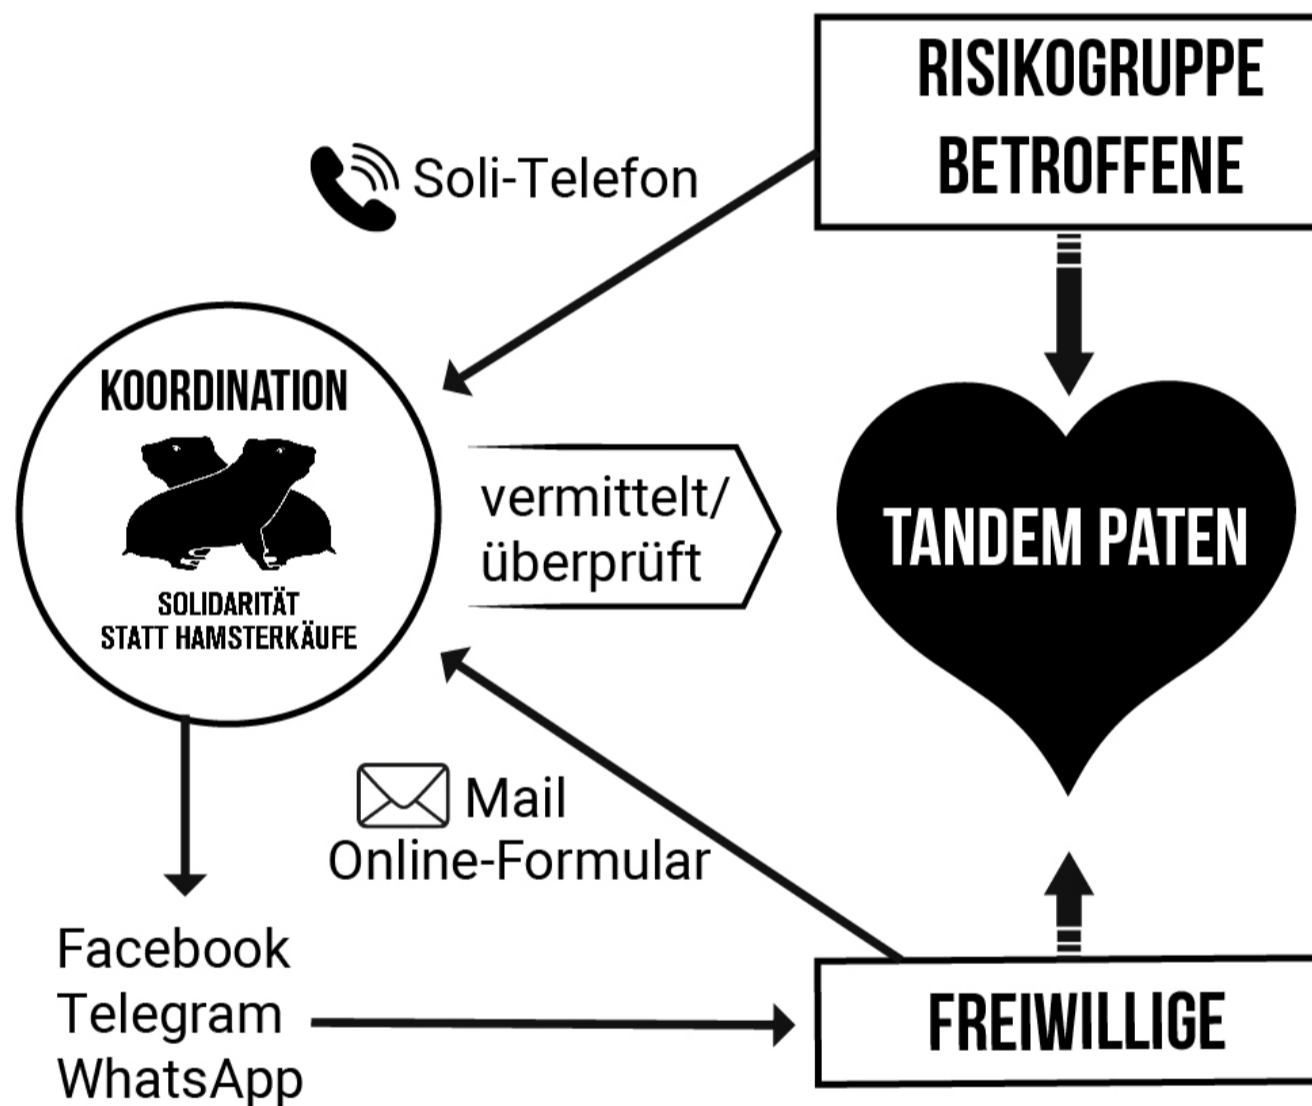 RISIKOGRUPPE
BETROFFENE
Soli-Telefon
KOORDINATION
SOLIDARITÄT
STATT HAMSTERKÄUFE
vermittelt/
überprüft
TANDEM PATEN
Mail
Online-Formular
Facebook
Telegram
WhatsApp
FREIWILLIGE